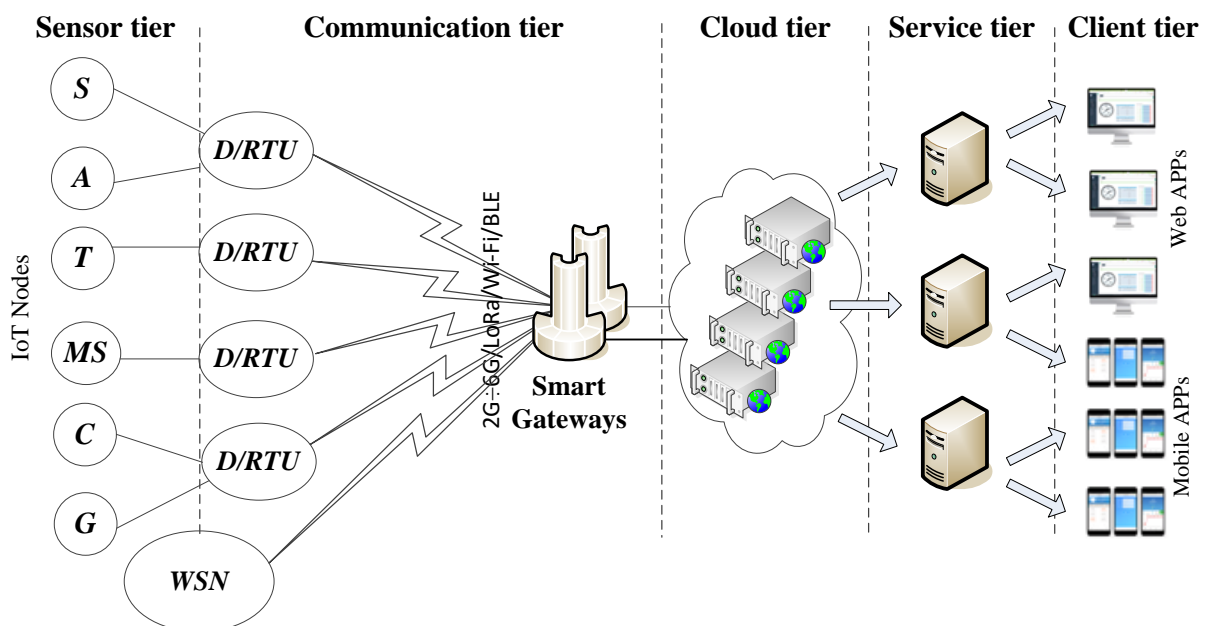 Sensor tier
Communication tier
Cloud tier
Service tier
Client tier
S
A
T
MS
C
G
IoT Nodes
D/RTU
D/RTU
D/RTU
D/RTU
WSN
2G÷6G/LoRa/Wi-Fi/BLE
Smart
Gateways
Web APPs
Mobile APPs